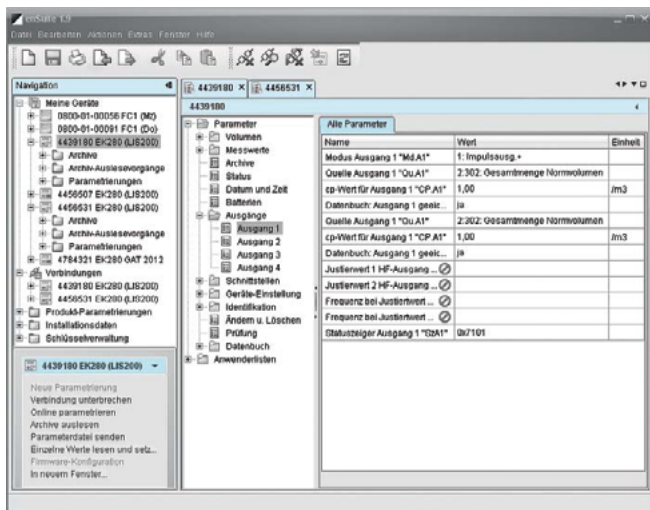 enSuite 1.9
Datei Bearbeiten Aktionen Extras Fenster Hilfe
Navigation
Meine Geräte
0800-01-00056 FC1 (Mz)
0800-01-00091 FC1 (Do)
4439180 EK280 (LIS200)
Archive
Archiv-Auslesevorgänge
Parametrierungen
4456507 EK280 (LIS200)
4456531 EK280 (LIS200)
Archive
Archiv-Auslesevorgänge
Parametrierungen
4784321 EK280 GAT 2012
Verbindungen
4439180 EK280 (LIS200)
4456531 EK280 (LIS200)
Produkt-Parametrierungen
Installationsdaten
Schlüsselverwaltung
4439180 EK280 (LIS200)
Neue Parametrierung
Verbindung unterbrechen
Online parametrieren
Archive auslesen
Parameterdatei senden
Einzelne Werte lesen und setz...
Firmware-Konfiguration
In neuem Fenster...
4439180 × 4456531 ×
4439180
Parameter
Volumen
Messwerte
Archive
Status
Datum und Zeit
Batterien
Ausgänge
Ausgang 1
Ausgang 2
Ausgang 3
Ausgang 4
Schnittstellen
Geräte-Einstellung
Identifikation
Ändern u. Löschen
Prüfung
Datenbuch
Anwenderlisten
Alle Parameter
Name Wert Einheit
Modus Ausgang 1 "Md.A1" 1: Impulsausg.+
Quelle Ausgang 1 "Qu.A1" 2:302: Gesamtmenge Normvolumen
cp-Wert für Ausgang 1 "CP.A1" 1,00 /m3
Datenbuch: Ausgang 1 geeic... ja
Quelle Ausgang 1 "Qu.A1" 2:302: Gesamtmenge Normvolumen
cp-Wert für Ausgang 1 "CP.A1" 1,00 /m3
Datenbuch: Ausgang 1 geeic... ja
Justierwert 1 HF-Ausgang ...
Justierwert 2 HF-Ausgang ...
Frequenz bei Justierwert ...
Frequenz bei Justierwert ...
Statuszeiger Ausgang 1 "SzA1" 0x7101